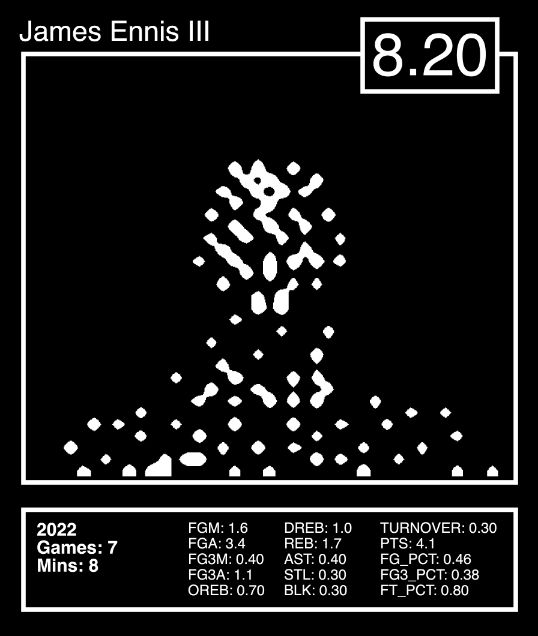 James Ennis III
8.20
2022
Games: 7
Mins: 8
FGM: 1.6
FGA: 3.4
FG3M: 0.40
FG3A: 1.1
OREB: 0.70
DREB: 1.0
REB: 1.7
AST: 0.40
STL: 0.30
BLK: 0.30
TURNOVER: 0.30
PTS: 4.1
FG_PCT: 0.46
FG3_PCT: 0.38
FT_PCT: 0.80